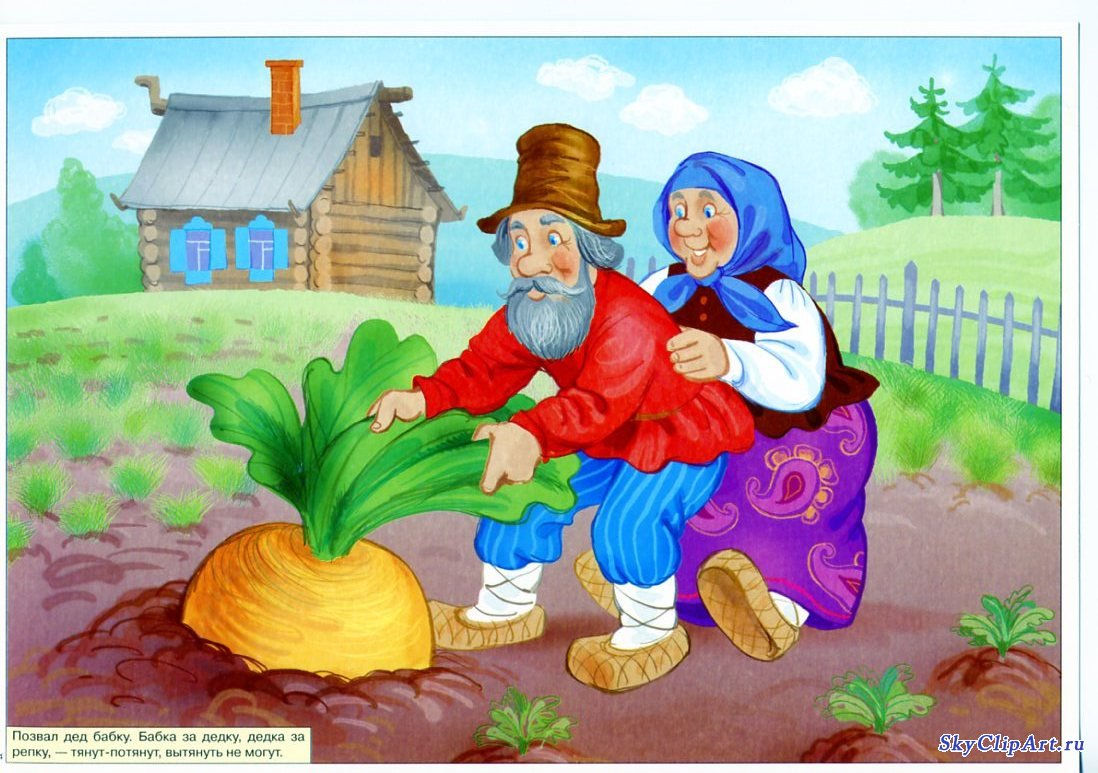 Позвал дед бабку. Бабка за дедку, дедка за
репку, — тянут-потянут, вытянуть не могут.
SkyClipArt.ru